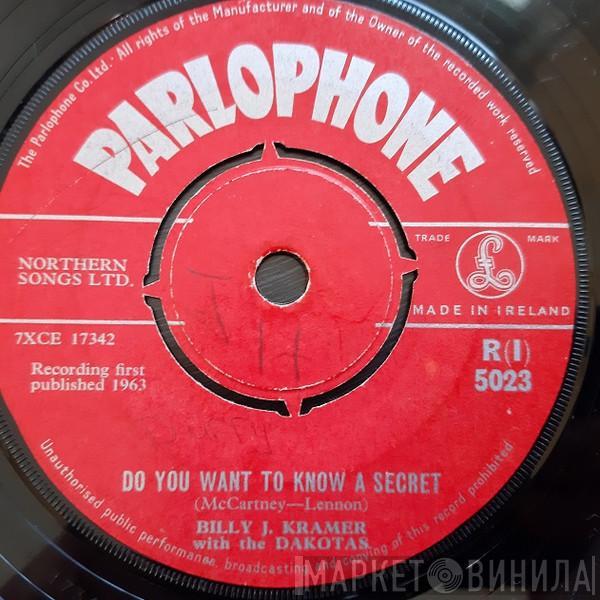 The Parlophone Co. Ltd. · All rights of the Manufacturer and of the Owner of the recorded work reserved
PARLOPHONE
NORTHERN
SONGS LTD.
TRADE MARK
£
MADE IN IRELAND
7XCE 17342
Recording first
published 1963
R(I)
5023
DO YOU WANT TO KNOW A SECRET
(McCartney—Lennon)
BILLY J. KRAMER
with the DAKOTAS
Unauthorised public performance, broadcasting and copying of this record prohibited
МАРКЕТ ВИНИЛА